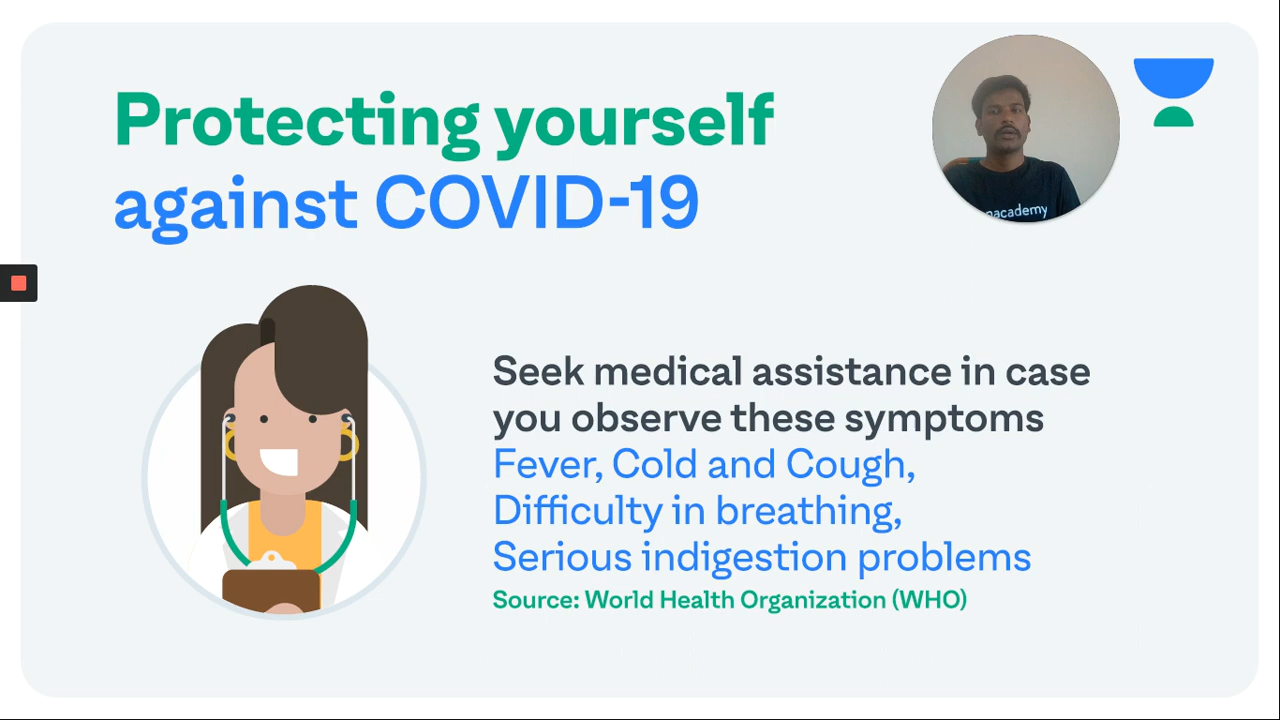 Protecting yourself
against COVID-19
Seek medical assistance in case
you observe these symptoms
Fever, Cold and Cough,
Difficulty in breathing,
Serious indigestion problems
Source: World Health Organization (WHO)